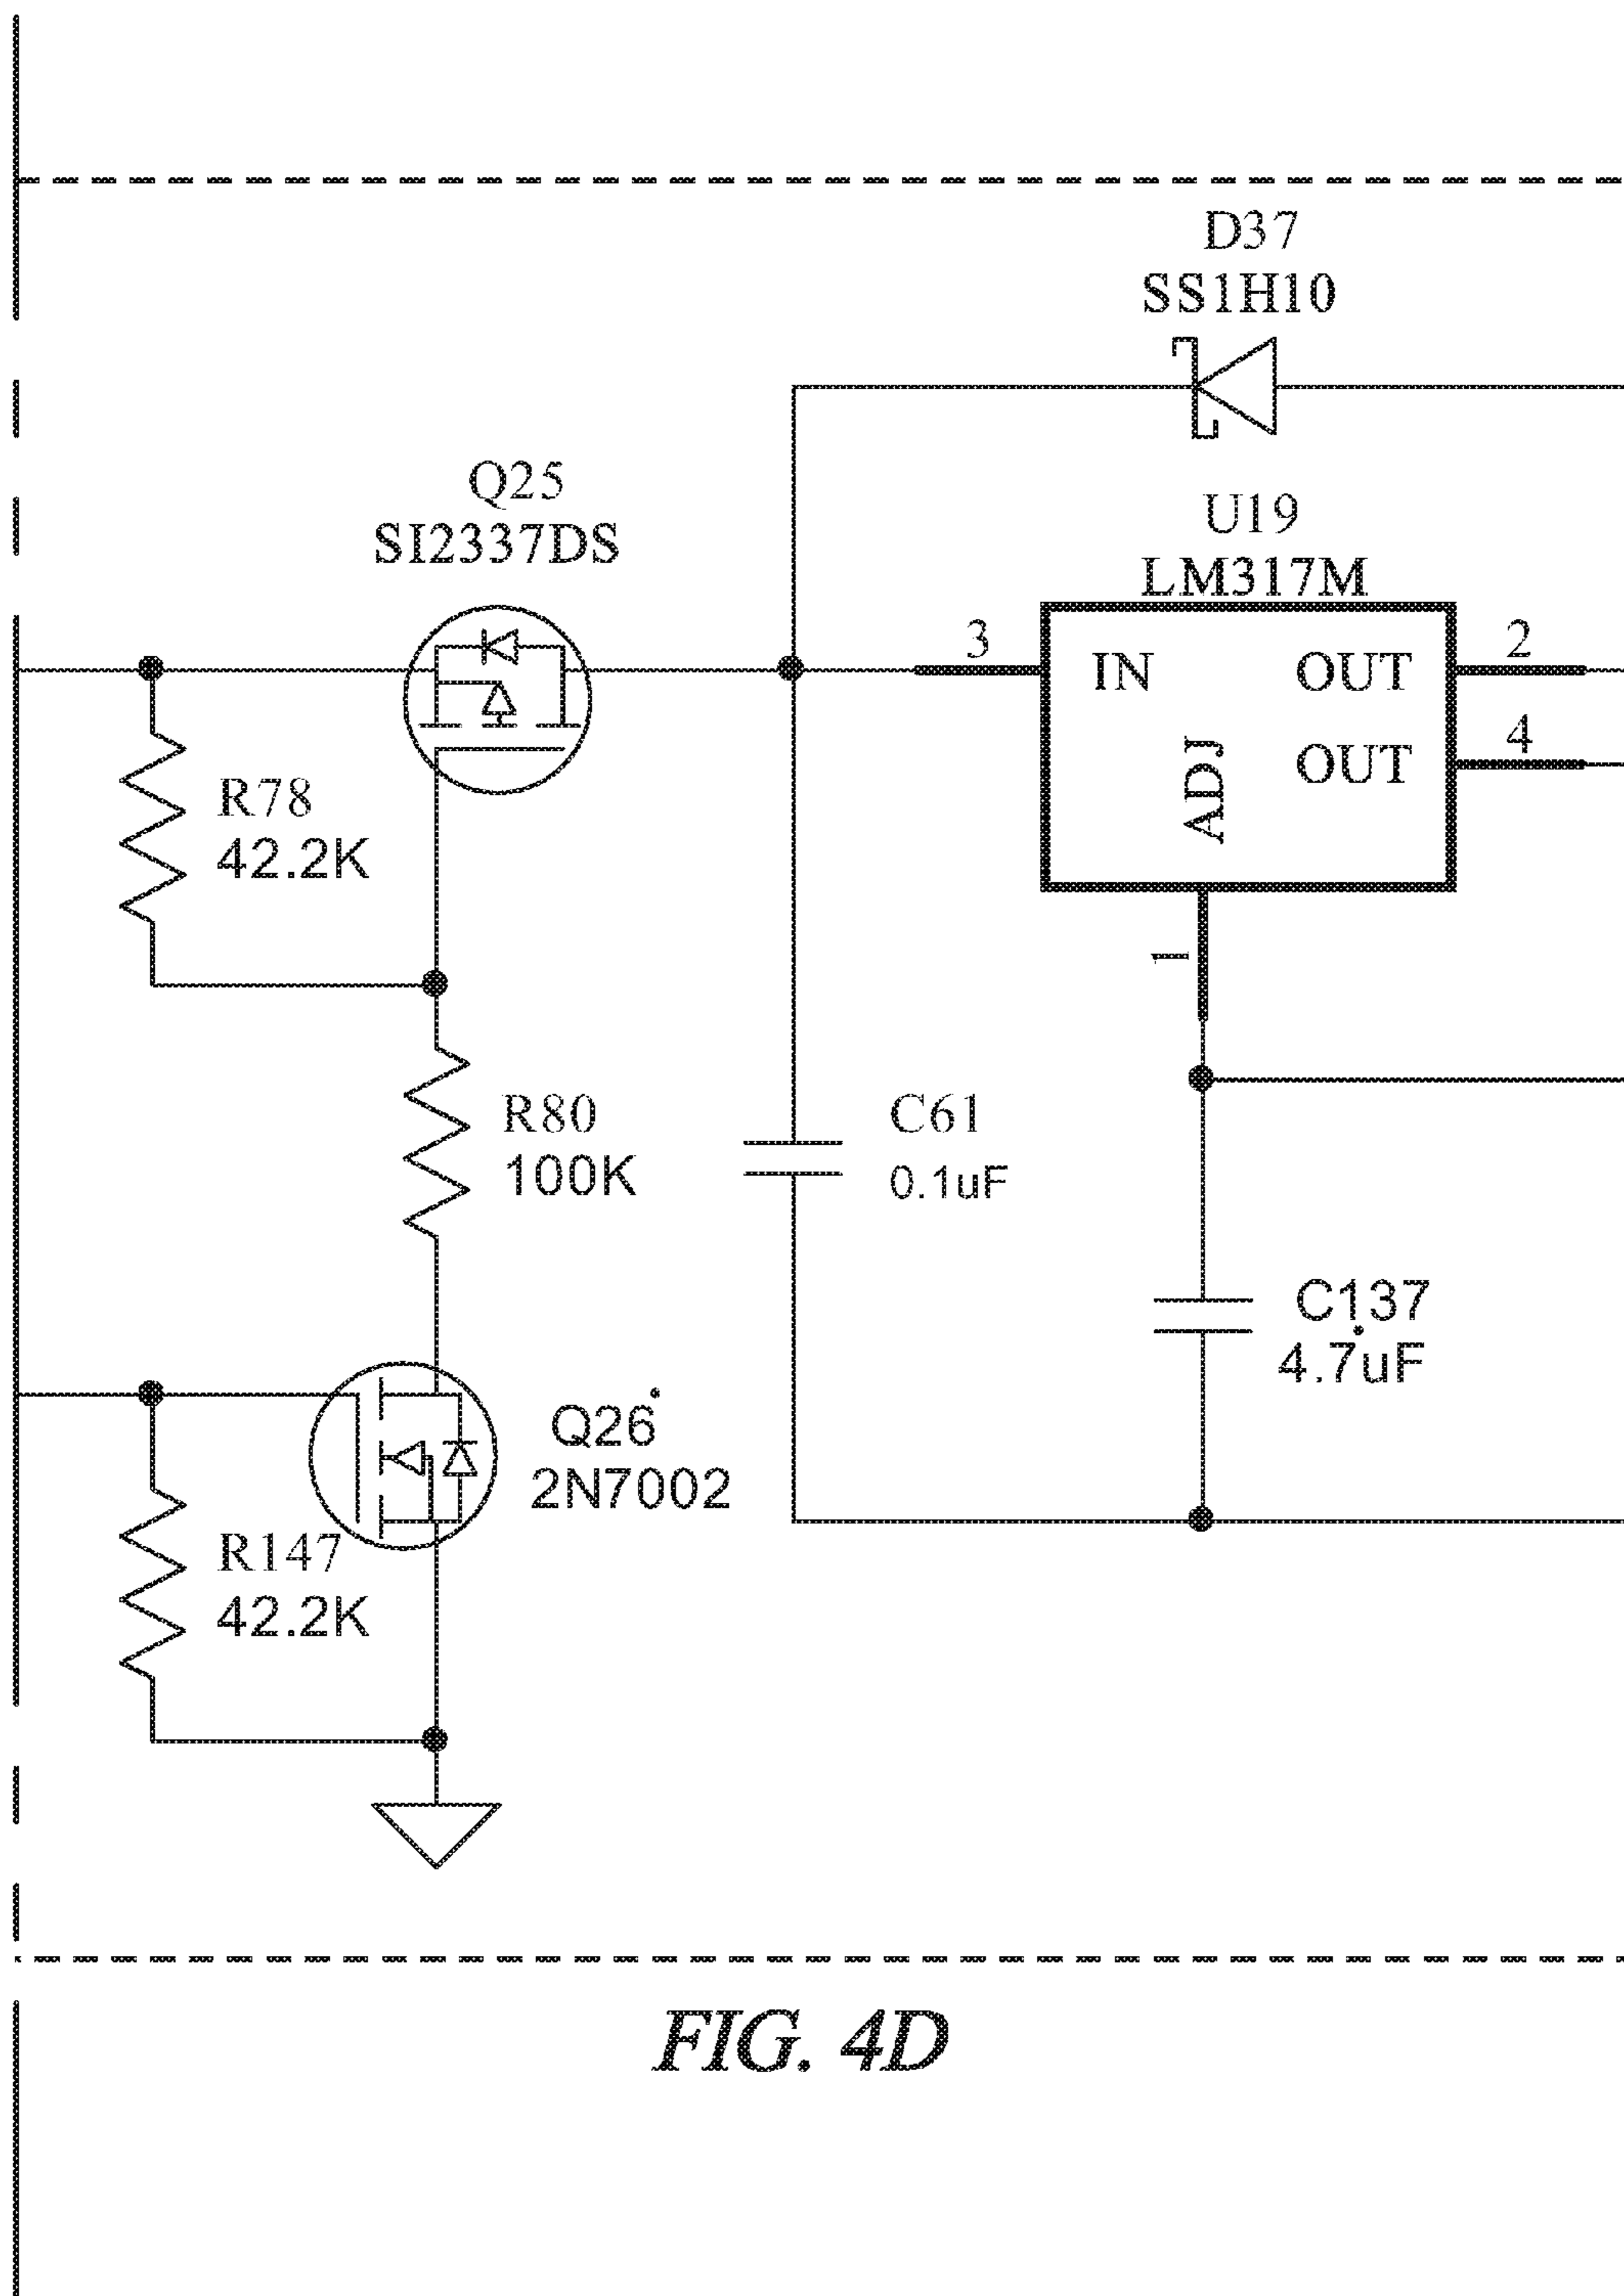 D37
SS1H10
Q25
SI2337DS
U19
LM317M
3
IN
OUT
2
OUT
4
ADJ
1
R78
42.2K
R80
100K
C61
0.1uF
C137
4.7uF
Q26
2N7002
R147
42.2K
FIG. 4D